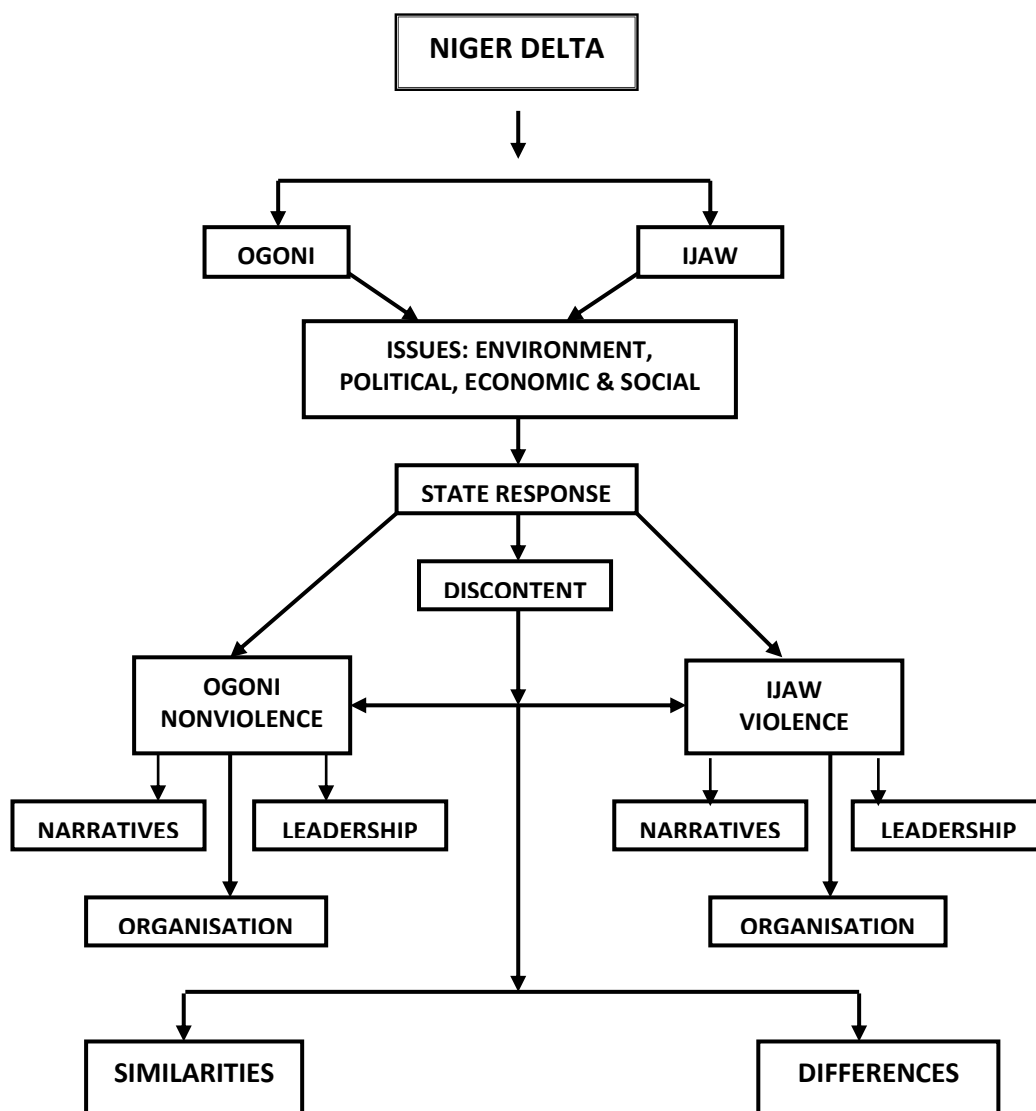 NIGER DELTA
OGONI
IJAW
ISSUES: ENVIRONMENT,
POLITICAL, ECONOMIC & SOCIAL
STATE RESPONSE
DISCONTENT
OGONI
NONVIOLENCE
IJAW
VIOLENCE
NARRATIVES
LEADERSHIP
NARRATIVES
LEADERSHIP
ORGANISATION
ORGANISATION
SIMILARITIES
DIFFERENCES